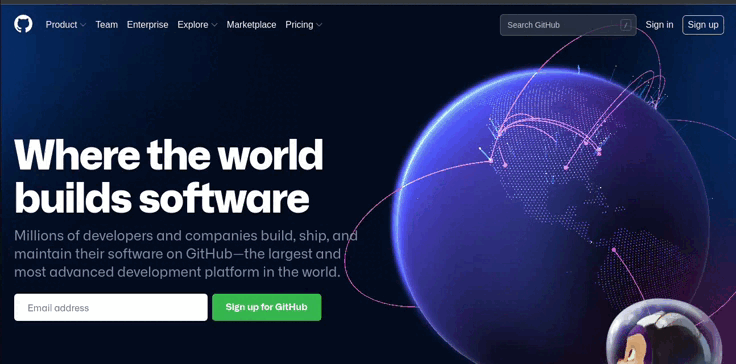 Product Team Enterprise Explore Marketplace Pricing Search GitHub / Sign in Sign up
Where the world
builds software
Millions of developers and companies build, ship, and
maintain their software on GitHub—the largest and
most advanced development platform in the world.
Email address Sign up for GitHub